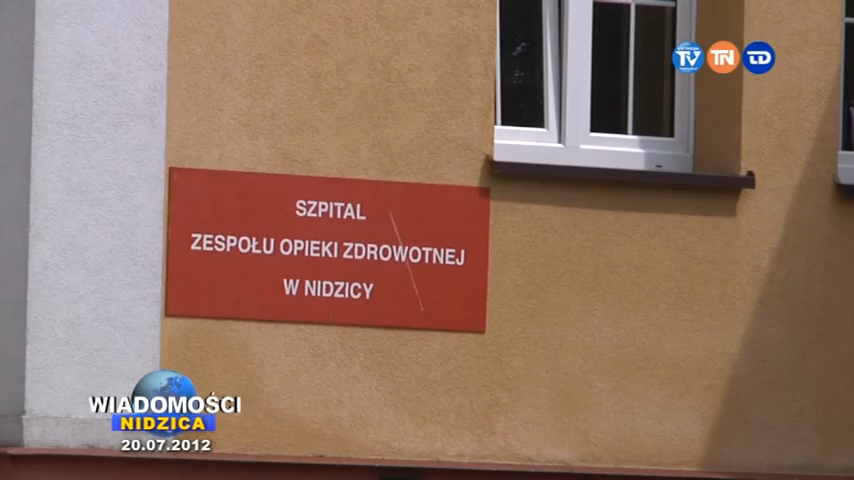 TV TN TD
SZPITAL
ZESPOŁU OPIEKI ZDROWOTNEJ
W NIDZICY
WIADOMOŚCI
NIDZICA
20.07.2012